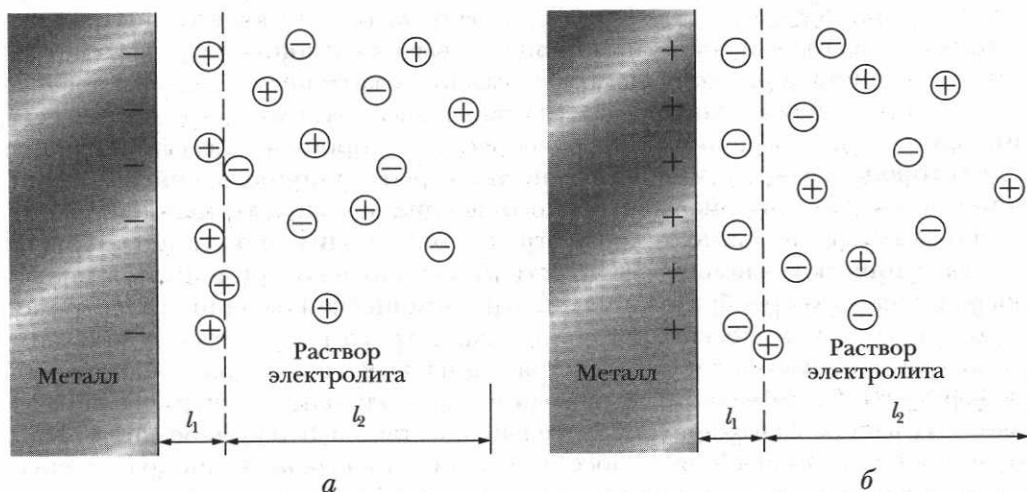 Металл
Раствор
электролита
l₁
l₂
а
Металл
Раствор
электролита
l₁
l₂
б